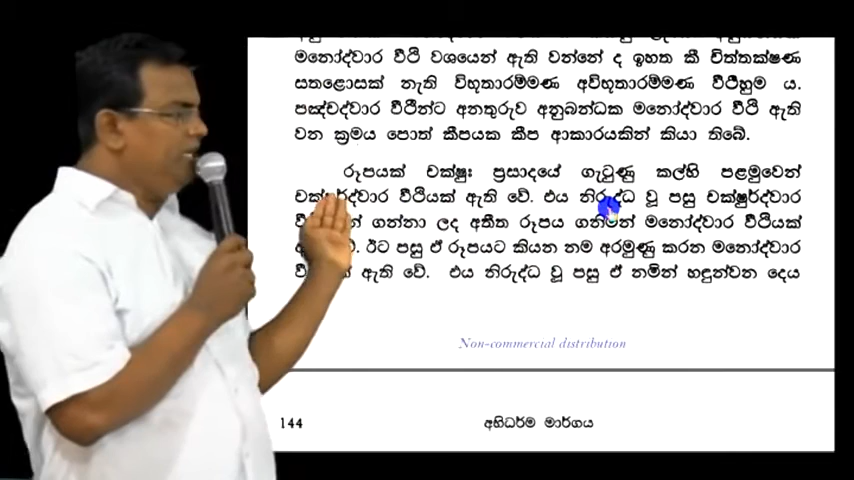 මනෝද්වාර වීථි වශයෙන් ඇති වන්නේ ද ඉහත කී චිත්තක්ෂණ
සතළොසක් නැති විභූතාරම්මණ අවිභූතාරම්මණ වීථිහුම ය.
පඤ්චද්වාර වීථීන්ට අනතුරුව අනුබන්ධක මනෝද්වාර වීථි ඇති
වන ක්‍රමය පොත් කීපයක කීප ආකාරයකින් කියා තිබේ.
රූපයක් චක්ෂුඃ ප්‍රසාදයේ ගැටුණු කල්හි පළමුවෙන්
වීථියක් ඇති වේ. එය නිරුද්ධ වූ පසු චක්ෂුර්ද්වාර
ගන්නා ලද අතීත රූපය ගනිමින් මනෝද්වාර වීථියක්
ඊට පසු ඒ රූපයට කියන නම අරමුණු කරන මනෝද්වාර
ඇති වේ. එය නිරුද්ධ වූ පසු ඒ නමින් හඳුන්වන දෙය
Non-commercial distribution
144 අභිධර්ම මාර්ගය